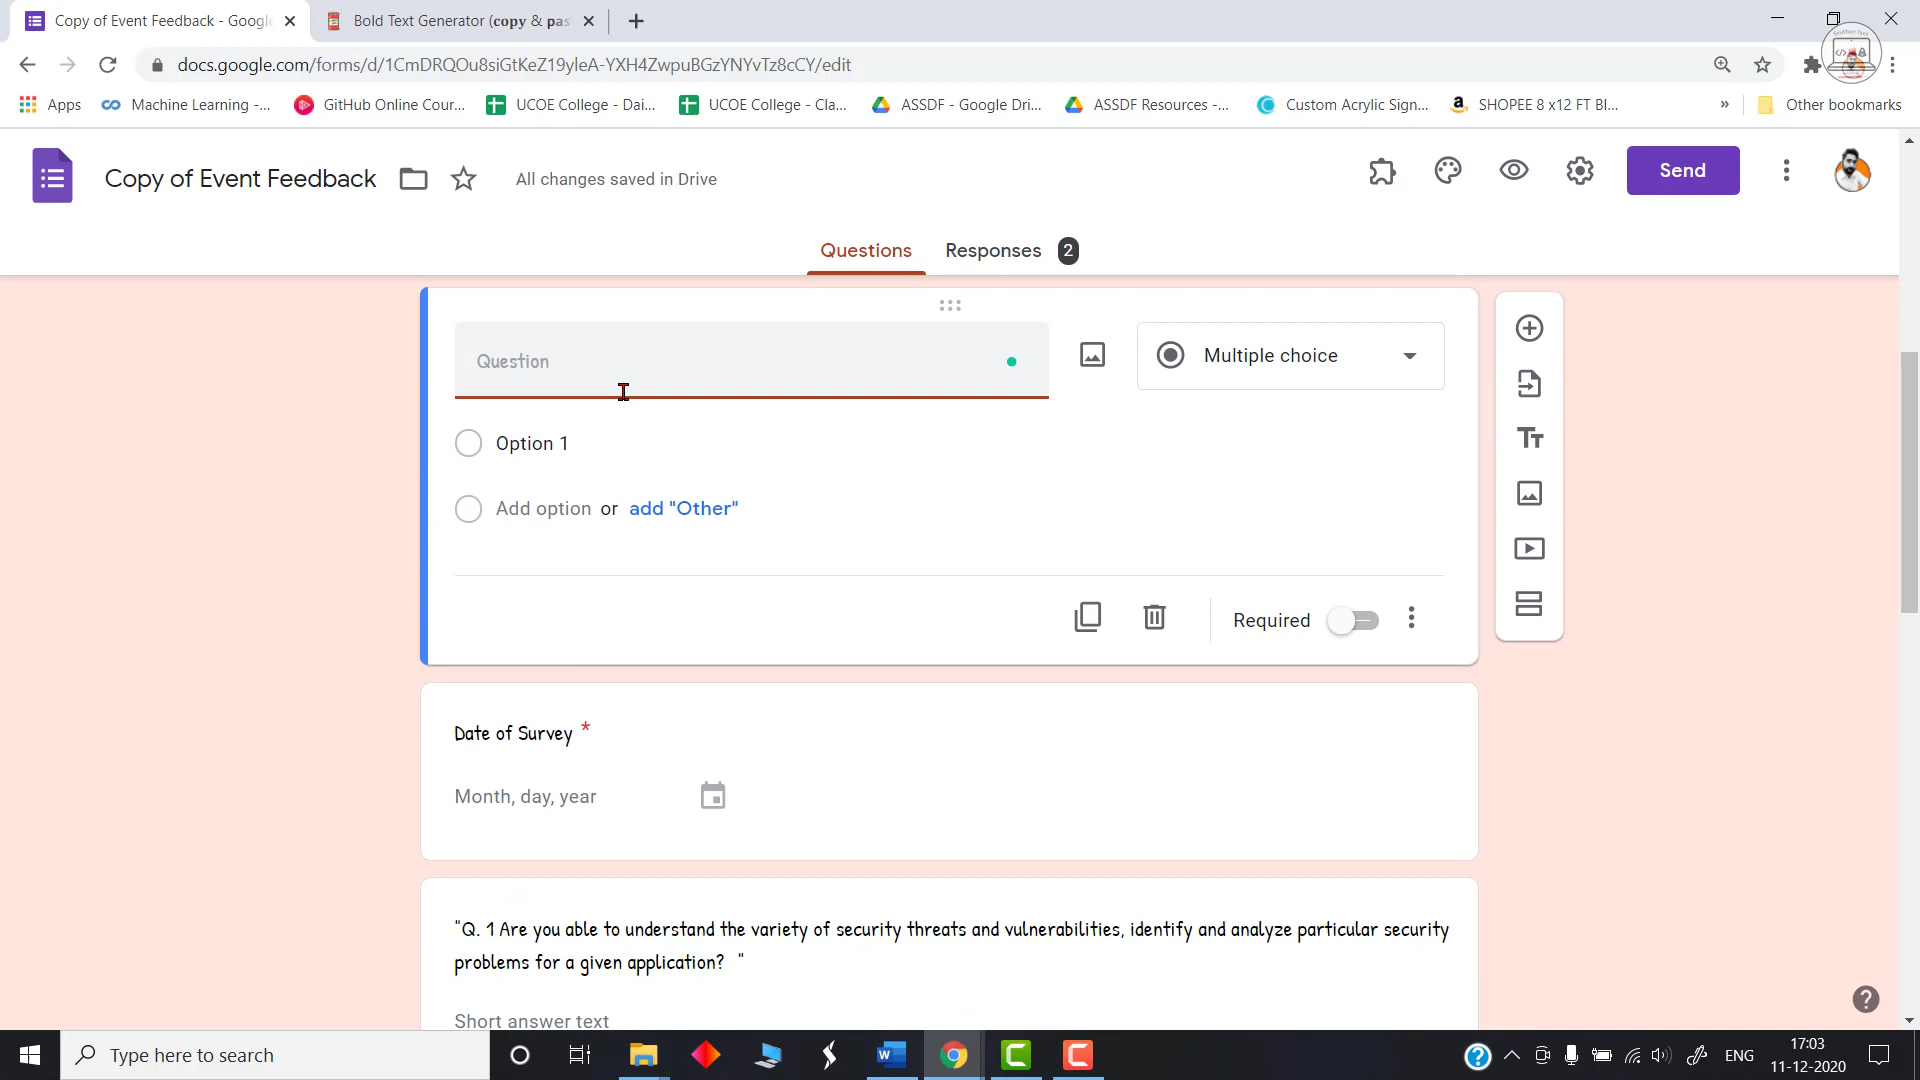 Copy of Event Feedback - Google
Bold Text Generator (𝐜𝐨𝐩𝐲 & 𝐩𝐚𝐬
docs.google.com/forms/d/1CmDRQOu8siGtKeZ19yleA-YXH4ZwpuBGzYNYvTz8cCY/edit
Apps
Machine Learning -...
GitHub Online Cour...
UCOE College - Dai...
UCOE College - Cla...
ASSDF - Google Dri...
ASSDF Resources -...
Custom Acrylic Sign...
SHOPEE 8 x12 FT Bl...
»
Other bookmarks
Copy of Event Feedback
All changes saved in Drive
Send
Questions
Responses 2
Question
Multiple choice
Option 1
Add option or add "Other"
Required
Date of Survey *
Month, day, year
"Q. 1 Are you able to understand the variety of security threats and vulnerabilities, identify and analyze particular security
problems for a given application? "
Short answer text
Type here to search
ENG
17:03
11-12-2020